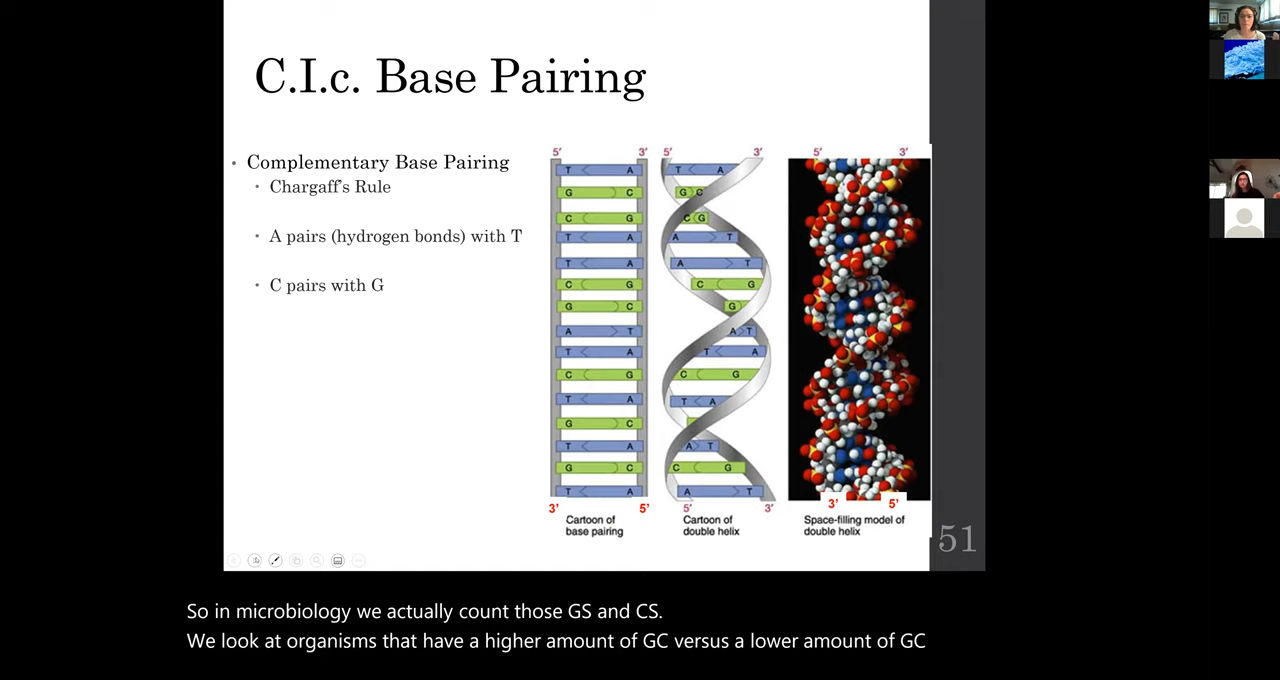 C.I.c. Base Pairing
• Complementary Base Pairing
• Chargaff's Rule
• A pairs (hydrogen bonds) with T
• C pairs with G
5' 3'
T A
G C
C G
T A
T A
C G
G C
A T
T A
C G
T A
G C
T A
G C
T A
3' 5'
Cartoon of
base pairing
5' 3'
T A
G C
C G
A T
A T
C G
G
A T
T A
C G
T A
A T
C G
A T
5' 3'
Cartoon of
double helix
5' 3'
3' 5'
Space-filling model of
double helix
51
So in microbiology we actually count those GS and CS.
We look at organisms that have a higher amount of GC versus a lower amount of GC